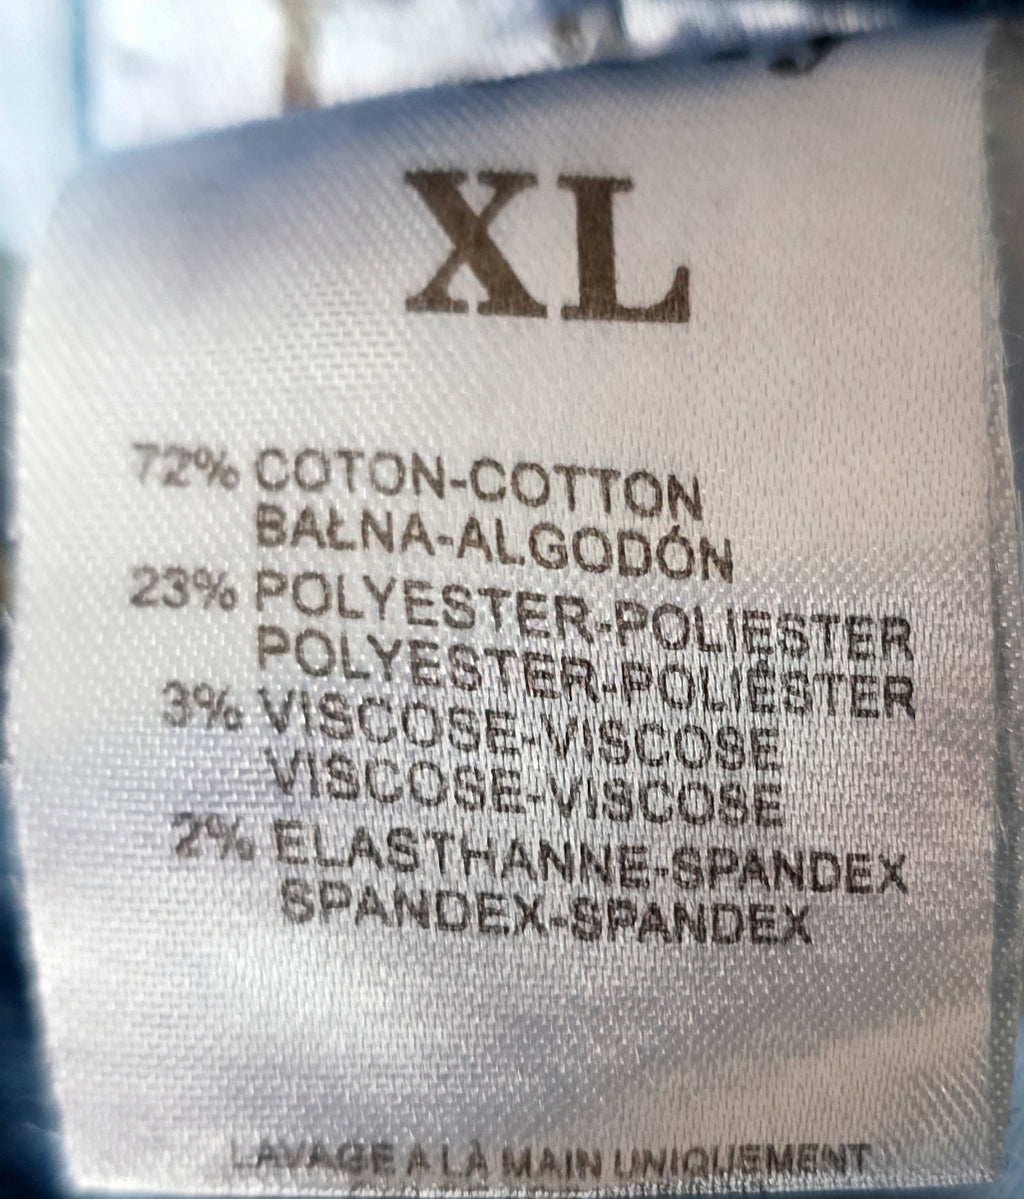 XL
72% COTON-COTTON
BAŁNA-ALGODÓN
23% POLYESTER-POLIESTER
POLYESTER-POLIÉSTER
3% VISCOSE-VISCOSE
VISCOSE-VISCOSE
2% ELASTHANNE-SPANDEX
SPANDEX-SPANDEX
LAVAGE A LÀ MAIN UNIQUEMENT